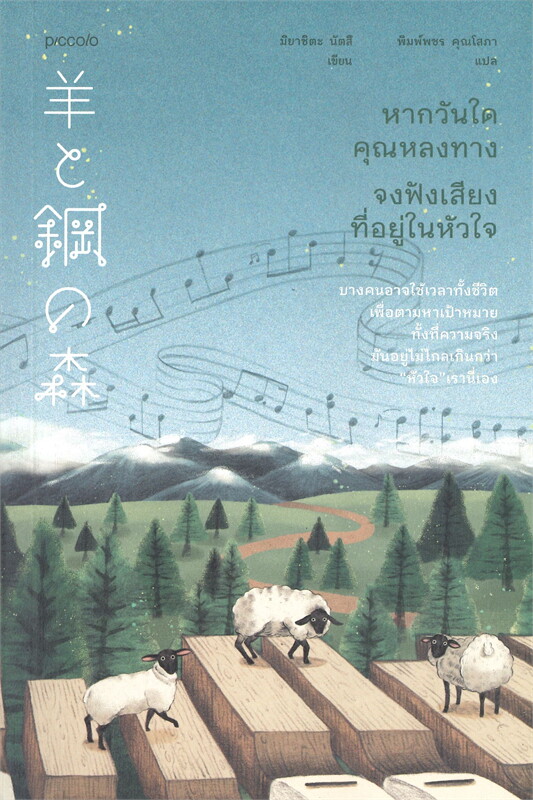 piccolo
มิยาชิตะ นัตสึ
เขียน
พิมพ์พชร คุณโสภา
แปล
羊と鋼の森
หากวันใด
คุณหลงทาง
จงฟังเสียง
ที่อยู่ในหัวใจ
บางคนอาจใช้เวลาทั้งชีวิต
เพื่อตามหาเป้าหมาย
ทั้งที่ความจริง
มันอยู่ไม่ไกลเกินกว่า
“หัวใจ”เรานี่เอง